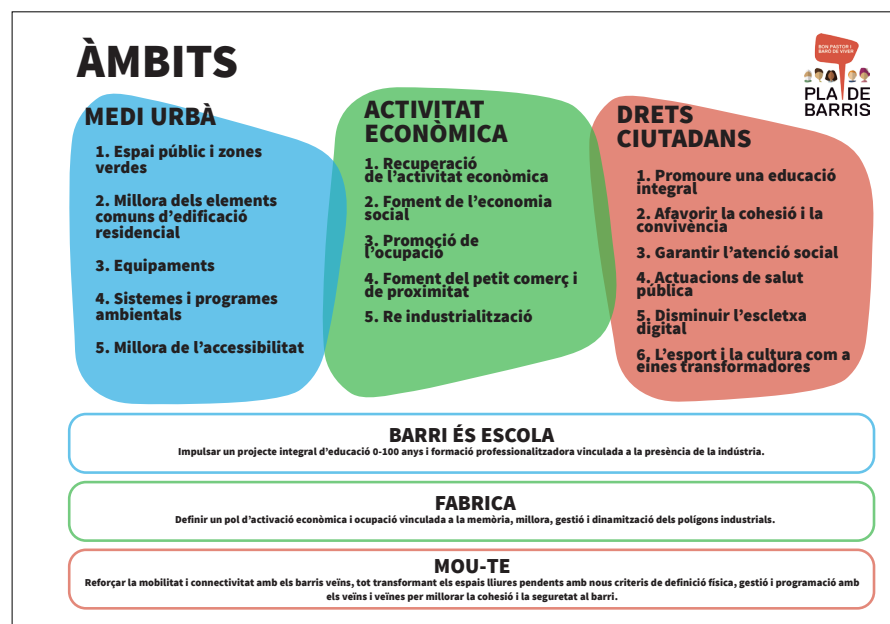 ÀMBITS
BON PASTOR I
BARÓ DE VIVER
PLA DE
BARRIS
MEDI URBÀ
1. Espai públic i zones
verdes
2. Millora dels elements
comuns d’edificació
residencial
3. Equipaments
4. Sistemes i programes
ambientals
5. Millora de l’accessibilitat
ACTIVITAT
ECONÒMICA
1. Recuperació
de l’activitat econòmica
2. Foment de l’economia
social
3. Promoció de
l’ocupació
4. Foment del petit comerç i
de proximitat
5. Re industrialització
DRETS
CIUTADANS
1. Promoure una educació
integral
2. Afavorir la cohesió i la
convivència
3. Garantir l’atenció social
4. Actuacions de salut
pública
5. Disminuir l’escletxa
digital
6. L’esport i la cultura com a
eines transformadores
BARRI ÉS ESCOLA
Impulsar un projecte integral d’educació 0-100 anys i formació professionalitzadora vinculada a la presència de la indústria.
FABRICA
Definir un pol d’activació econòmica i ocupació vinculada a la memòria, millora, gestió i dinamització dels polígons industrials.
MOU-TE
Reforçar la mobilitat i connectivitat amb els barris veïns, tot transformant els espais lliures pendents amb nous criteris de definició física, gestió i programació amb
els veïns i veïnes per millorar la cohesió i la seguretat al barri.